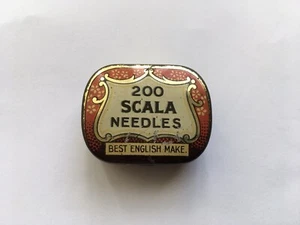 200
SCALA
NEEDLES
BEST ENGLISH MAKE.